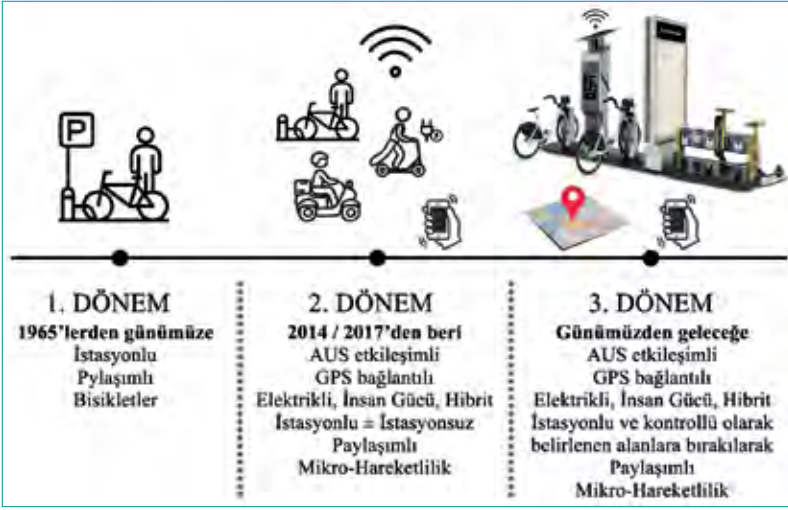 P
1. DÖNEM
1965'lerden günümüze
İstasyonlu
Pylaşımlı
Bisikletler
2. DÖNEM
2014 / 2017'den beri
AUS etkileşimli
GPS bağlantılı
Elektrikli, İnsan Gücü, Hibrit
İstasyonlu ± İstasyonsuz
Paylaşımlı
Mikro-Hareketlilik
3. DÖNEM
Günümüzden geleceğe
AUS etkileşimli
GPS bağlantılı
Elektrikli, İnsan Gücü, Hibrit
İstasyonlu ve kontrollü olarak
belirlenen alanlara bırakılarak
Paylaşımlı
Mikro-Hareketlilik